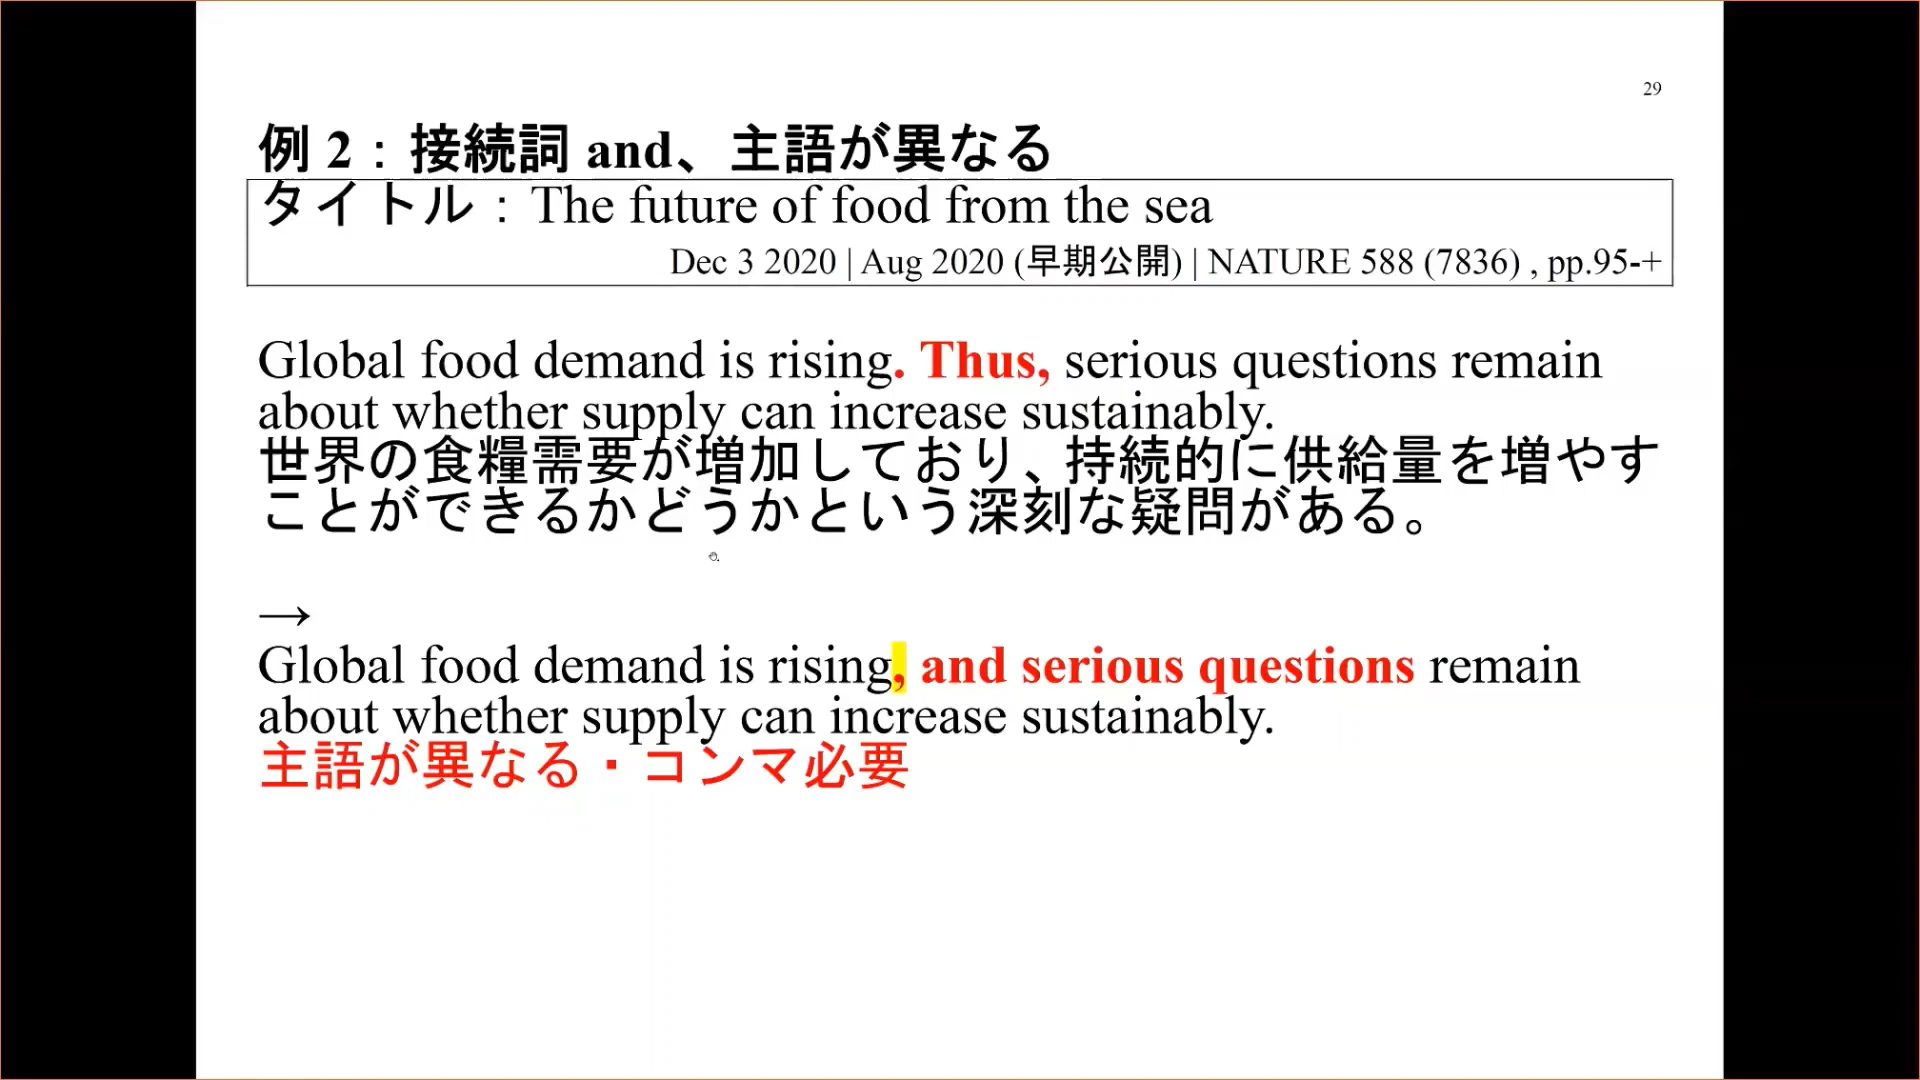 29
例 2：接続詞 and、主語が異なる
タイトル：The future of food from the sea
Dec 3 2020 | Aug 2020 (早期公開) | NATURE 588 (7836) , pp.95-+
Global food demand is rising. Thus, serious questions remain
about whether supply can increase sustainably.
世界の食糧需要が増加しており、持続的に供給量を増やす
ことができるかどうかという深刻な疑問がある。
→
Global food demand is rising, and serious questions remain
about whether supply can increase sustainably.
主語が異なる・コンマ必要